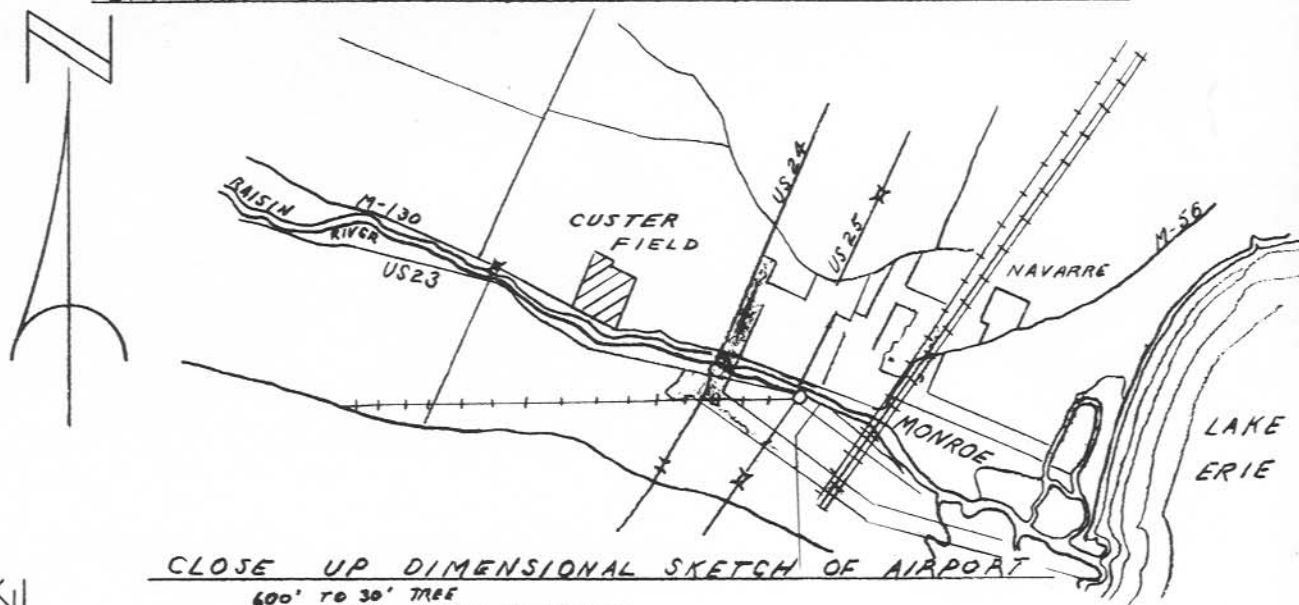 N
RAISIN
RIVER
M-130
US23
CUSTER
FIELD
US24
US25
M-56
NAVARRE
MONROE
LAKE
ERIE
CLOSE UP DIMENSIONAL SKETCH OF AIRPORT
600' TO 30' TREE